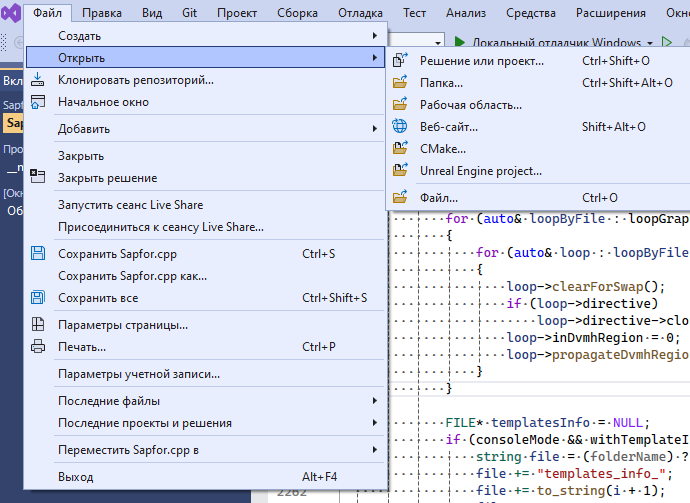 Файл Правка Вид Git Проект Сборка Отладка Тест Анализ Средства Расширения Окно
Локальный отладчик Windows
Создать
Открыть
Клонировать репозиторий...
Начальное окно
Добавить
Закрыть
Закрыть решение
Запустить сеанс Live Share
Присоединиться к сеансу Live Share...
Сохранить Sapfor.cpp Ctrl+S
Сохранить Sapfor.cpp как...
Сохранить все Ctrl+Shift+S
Параметры страницы...
Печать... Ctrl+P
Параметры учетной записи...
Последние файлы
Последние проекты и решения
Переместить Sapfor.cpp в
Выход Alt+F4
Решение или проект... Ctrl+Shift+O
Папка... Ctrl+Shift+Alt+O
Рабочая область...
Веб-сайт... Shift+Alt+O
CMake...
Unreal Engine project...
Файл... Ctrl+O
for (auto& loopByFile : loopGrap
{
for (auto& loop : loopByFile
{
loop->clearForSwap();
if (loop->directive)
loop->directive->clo
loop->inDvmhRegion = 0;
loop->propagateDvmhRegio
}
}
FILE* templatesInfo = NULL;
if (consoleMode && withTemplateI
string file = (folderName) ?
file += "templates_info_";
file += to_string(i + 1);
2262